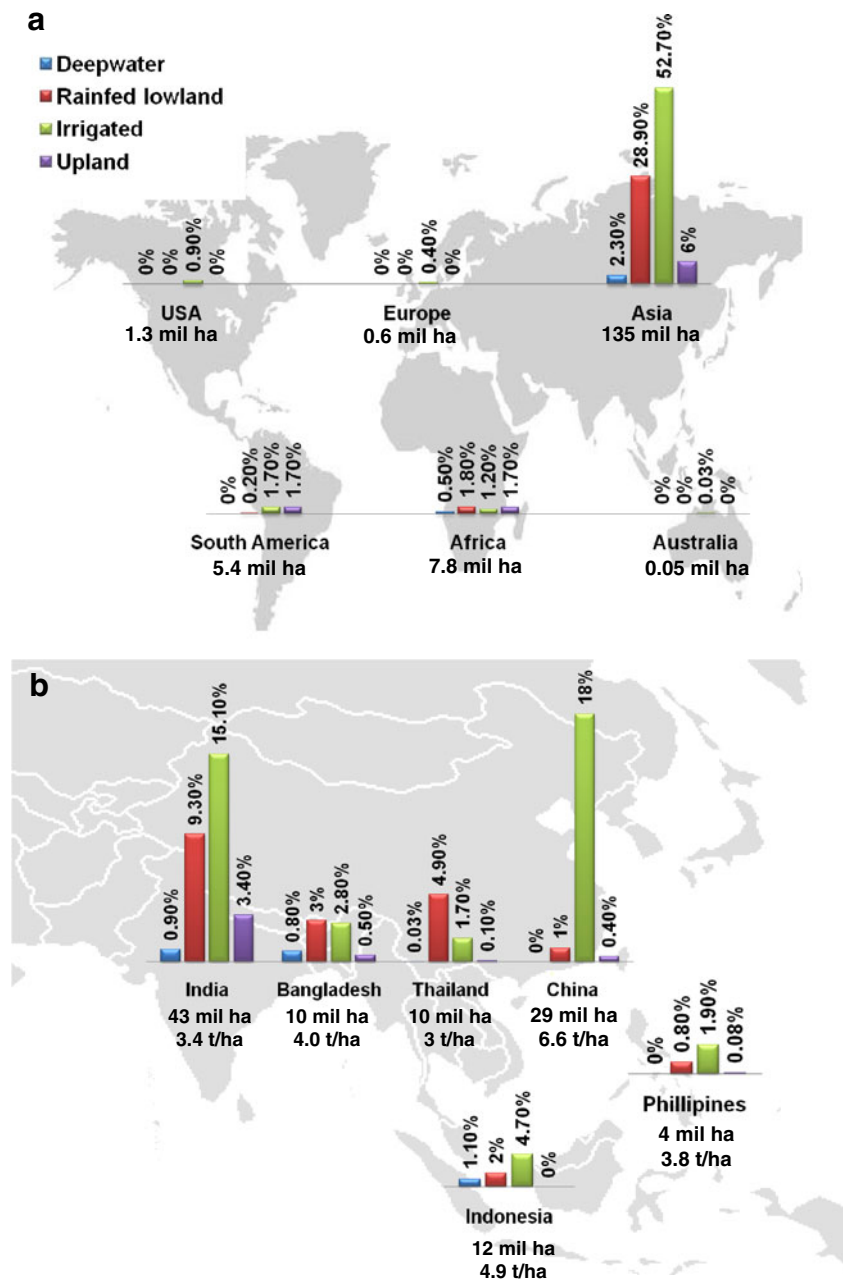 a
Deepwater
Rainfed lowland
Irrigated
Upland
0% 0% 0.90% 0%
USA
1.3 mil ha
0% 0% 0.40% 0%
Europe
0.6 mil ha
2.30% 28.90% 52.70% 6%
Asia
135 mil ha
0% 0.20% 1.70% 1.70%
South America
5.4 mil ha
0.50% 1.80% 1.20% 1.70%
Africa
7.8 mil ha
0% 0% 0.03% 0%
Australia
0.05 mil ha
b
0.90% 9.30% 15.10% 3.40%
India
43 mil ha
3.4 t/ha
0.80% 3% 2.80% 0.50%
Bangladesh
10 mil ha
4.0 t/ha
0.03% 4.90% 1.70% 0.10%
Thailand
10 mil ha
3 t/ha
0% 1% 18% 0.40%
China
29 mil ha
6.6 t/ha
0% 0.80% 1.90% 0.08%
Phillipines
4 mil ha
3.8 t/ha
1.10% 2% 4.70% 0%
Indonesia
12 mil ha
4.9 t/ha